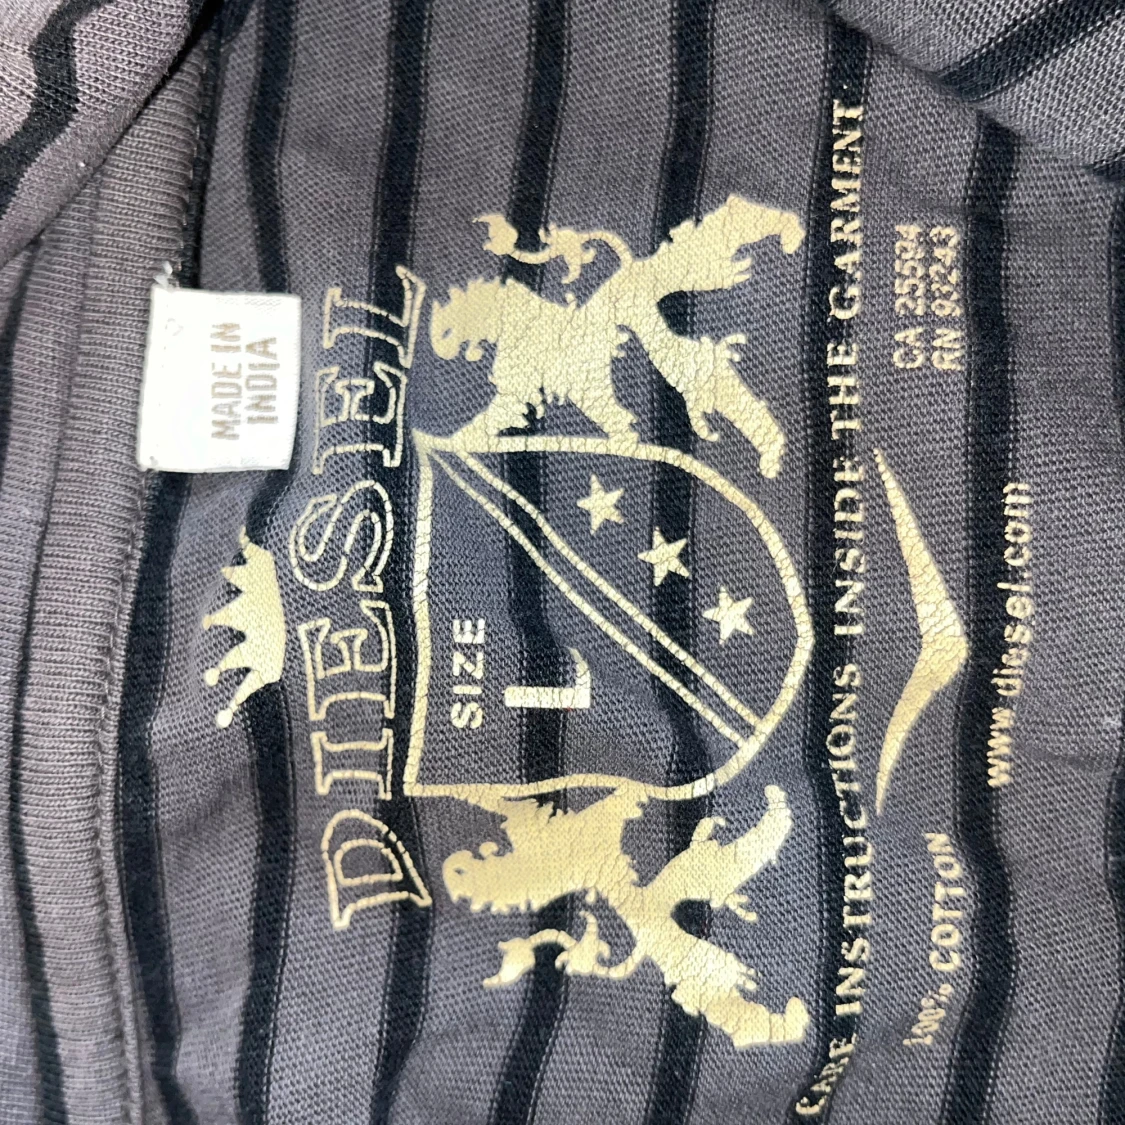 MADE IN
INDIA
DIESEL
SIZE
L
CARE INSTRUCTIONS INSIDE THE GARMENT
100% COTTON
CA 25594
RN 93243
www.diesel.com